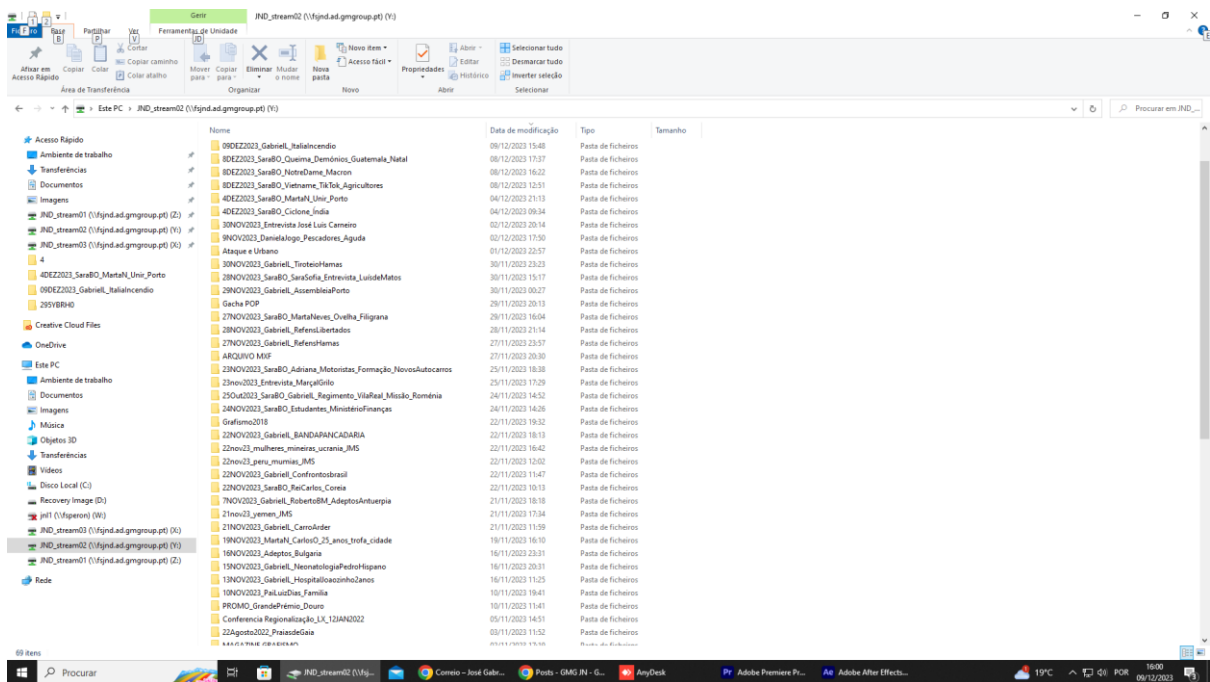 Gerir
JND_stream02 (\\fsjnd.ad.gmgroup.pt) (Y:)
1
2
Base
Partilhar
Ver
Ferramentas de Unidade
F
B
P
V
JD
E
Afixar em Acesso Rápido
Copiar
Colar
Cortar
Copiar caminho
Colar atalho
Mover para
Copiar para
Eliminar
Mudar o nome
Nova pasta
Novo item
Acesso fácil
Propriedades
Abrir
Editar
Histórico
Selecionar tudo
Desmarcar tudo
Inverter seleção
Área de Transferência
Organizar
Novo
Abrir
Selecionar
Este PC > JND_stream02 (\\fsjnd.ad.gmgroup.pt) (Y:)
Procurar em JND_...
Acesso Rápido
Ambiente de trabalho
Transferências
Documentos
Imagens
JND_stream01 (\\fsjnd.ad.gmgroup.pt) (Z:)
JND_stream02 (\\fsjnd.ad.gmgroup.pt) (Y:)
JND_stream03 (\\fsjnd.ad.gmgroup.pt) (X:)
4
4DEZ2023_SaraBO_MartaN_Unir_Porto
09DEZ2023_GabrielL_ItaliaIncendio
295YBRH0
Creative Cloud Files
OneDrive
Este PC
Ambiente de trabalho
Documentos
Imagens
Música
Objetos 3D
Transferências
Vídeos
Disco Local (C:)
Recovery Image (D:)
jnl1 (\\fsperon) (W:)
JND_stream03 (\\fsjnd.ad.gmgroup.pt) (X:)
JND_stream02 (\\fsjnd.ad.gmgroup.pt) (Y:)
JND_stream01 (\\fsjnd.ad.gmgroup.pt) (Z:)
Rede
Nome Data de modificação Tipo Tamanho
09DEZ2023_GabrielL_ItaliaIncendio 09/12/2023 15:48 Pasta de ficheiros
8DEZ2023_SaraBO_Queima_Demónios_Guatemala_Natal 08/12/2023 17:37 Pasta de ficheiros
8DEZ2023_SaraBO_NotreDame_Macron 08/12/2023 16:22 Pasta de ficheiros
8DEZ2023_SaraBO_Vietname_TikTok_Agricultores 08/12/2023 12:51 Pasta de ficheiros
4DEZ2023_SaraBO_MartaN_Unir_Porto 04/12/2023 21:13 Pasta de ficheiros
4DEZ2023_SaraBO_Ciclone_Índia 04/12/2023 09:34 Pasta de ficheiros
30NOV2023_Entrevista José Luis Carneiro 02/12/2023 20:14 Pasta de ficheiros
9NOV2023_DanielaJogo_Pescadores_Aguda 02/12/2023 17:50 Pasta de ficheiros
Ataque e Urbano 01/12/2023 22:57 Pasta de ficheiros
30NOV2023_GabrielL_TiroteioHamas 30/11/2023 23:23 Pasta de ficheiros
28NOV2023_SaraBO_SaraSofia_Entrevista_LuísdeMatos 30/11/2023 15:17 Pasta de ficheiros
29NOV2023_GabrielL_AssembleiaPorto 30/11/2023 00:27 Pasta de ficheiros
Gacha POP 29/11/2023 20:13 Pasta de ficheiros
27NOV2023_SaraBO_MartaNeves_Ovelha_Filigrana 29/11/2023 16:04 Pasta de ficheiros
28NOV2023_GabrielL_RefensLibertados 28/11/2023 21:14 Pasta de ficheiros
27NOV2023_GabrielL_RefensHamas 27/11/2023 23:57 Pasta de ficheiros
ARQUIVO MXF 27/11/2023 20:30 Pasta de ficheiros
23NOV2023_SaraBO_Adriana_Motoristas_Formação_NovosAutocarros 25/11/2023 18:38 Pasta de ficheiros
23nov2023_Entrevista_MarçalGrilo 25/11/2023 17:29 Pasta de ficheiros
25Out2023_SaraBO_GabrielL_Regimento_VilaReal_Missão_Roménia 24/11/2023 14:52 Pasta de ficheiros
24NOV2023_SaraBO_Estudantes_MinistérioFinanças 24/11/2023 14:26 Pasta de ficheiros
Grafismo2018 22/11/2023 19:32 Pasta de ficheiros
22NOV2023_GabrielL_BANDAPANCADARIA 22/11/2023 18:13 Pasta de ficheiros
22nov23_mulheres_mineiras_ucrania_JMS 22/11/2023 16:42 Pasta de ficheiros
22nov23_peru_mumias_JMS 22/11/2023 12:02 Pasta de ficheiros
22NOV2023_Gabriell_Confrontosbrasil 22/11/2023 11:47 Pasta de ficheiros
22NOV2023_SaraBO_ReiCarlos_Coreia 22/11/2023 10:13 Pasta de ficheiros
7NOV2023_GabrielL_RobertoBM_AdeptosAntuerpia 21/11/2023 18:18 Pasta de ficheiros
21nov23_yemen_JMS 21/11/2023 17:34 Pasta de ficheiros
21NOV2023_GabrielL_CarroArder 21/11/2023 11:59 Pasta de ficheiros
19NOV2023_MartaN_CarlosO_25_anos_trofa_cidade 19/11/2023 16:10 Pasta de ficheiros
16NOV2023_Adeptos_Bulgaria 16/11/2023 23:31 Pasta de ficheiros
15NOV2023_GabrielL_NeonatologiaPedroHispano 16/11/2023 20:31 Pasta de ficheiros
13NOV2023_GabrielL_HospitalJoaozinho2anos 16/11/2023 11:25 Pasta de ficheiros
10NOV2023_PaiLuizDias_Familia 10/11/2023 19:41 Pasta de ficheiros
PROMO_GrandePrémio_Douro 10/11/2023 11:41 Pasta de ficheiros
Conferencia Regionalização_LX_12JAN2022 05/11/2023 14:51 Pasta de ficheiros
22Agosto2022_PraiasdeGaia 03/11/2023 11:52 Pasta de ficheiros
69 itens
Procurar
JND_stream02 (\\fsj...
Correio – José Gabr...
Posts - GMG JN - G...
AnyDesk
Adobe Premiere Pr...
Adobe After Effects...
19°C
POR
16:00
09/12/2023